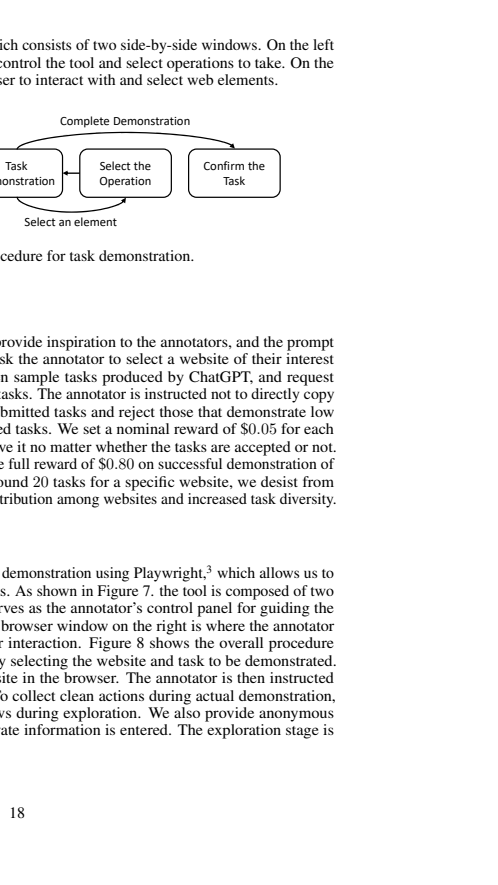 ich consists of two side-by-side windows. On the left
control the tool and select operations to take. On the
ser to interact with and select web elements.
Complete Demonstration
Task
onstration
Select the
Operation
Confirm the
Task
Select an element
cedure for task demonstration.
provide inspiration to the annotators, and the prompt
sk the annotator to select a website of their interest
n sample tasks produced by ChatGPT, and request
tasks. The annotator is instructed not to directly copy
bmitted tasks and reject those that demonstrate low
ed tasks. We set a nominal reward of $0.05 for each
ve it no matter whether the tasks are accepted or not.
e full reward of $0.80 on successful demonstration of
ound 20 tasks for a specific website, we desist from
tribution among websites and increased task diversity.
demonstration using Playwright,3 which allows us to
s. As shown in Figure 7. the tool is composed of two
rves as the annotator's control panel for guiding the
browser window on the right is where the annotator
r interaction. Figure 8 shows the overall procedure
y selecting the website and task to be demonstrated.
site in the browser. The annotator is then instructed
To collect clean actions during actual demonstration,
ws during exploration. We also provide anonymous
vate information is entered. The exploration stage is
18